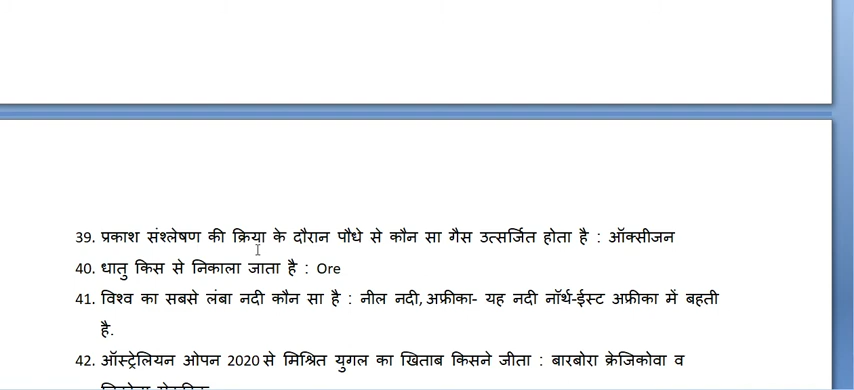 39. प्रकाश संश्लेषण की क्रिया के दौरान पौधे से कौन सा गैस उत्सर्जित होता है : ऑक्सीजन
40. धातु किस से निकाला जाता है : Ore
41. विश्व का सबसे लंबा नदी कौन सा है : नील नदी, अफ्रीका- यह नदी नॉर्थ-ईस्ट अफ्रीका में बहती
है.
42. ऑस्ट्रेलियन ओपन 2020 से मिश्रित युगल का खिताब किसने जीता : बारबोरा क्रेजिकोवा व